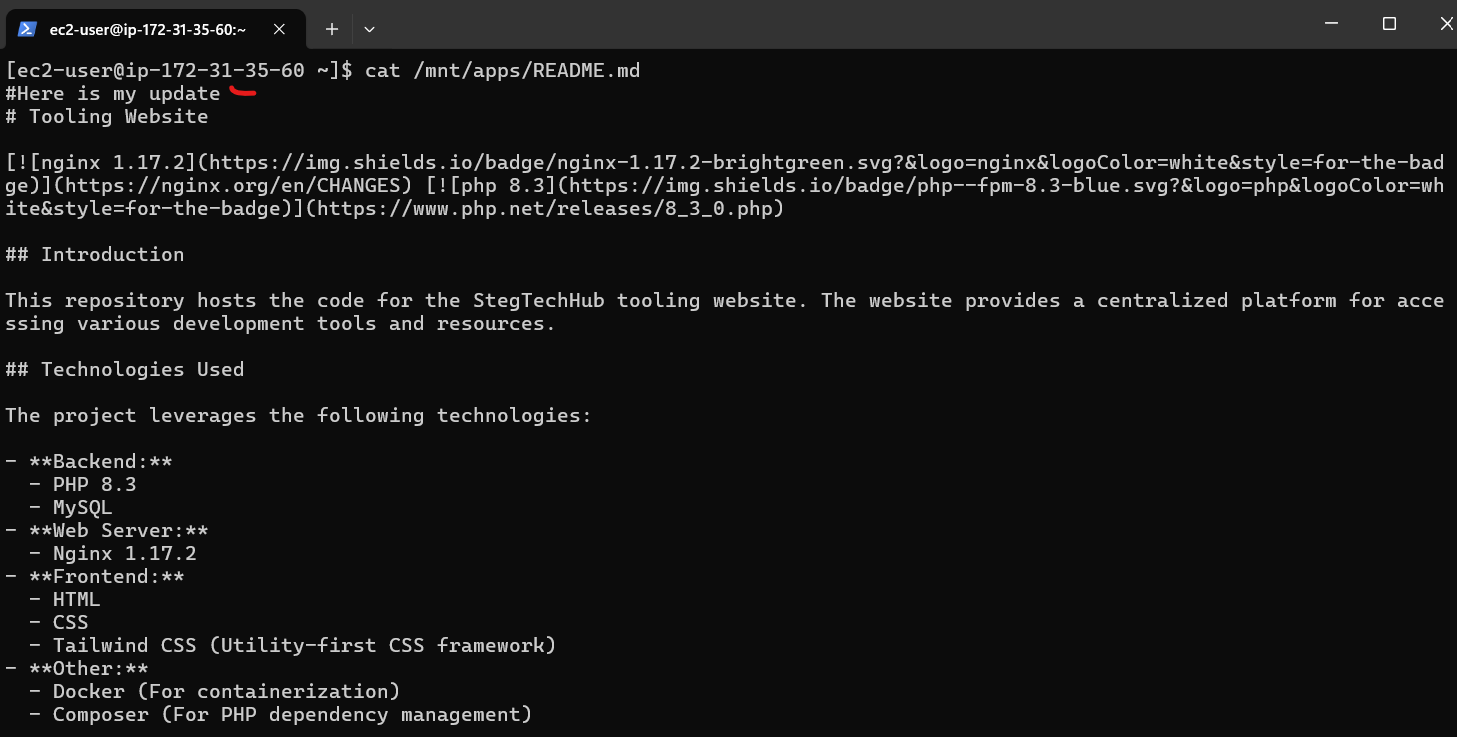 ec2-user@ip-172-31-35-60:~
[ec2-user@ip-172-31-35-60 ~]$ cat /mnt/apps/README.md
#Here is my update
# Tooling Website
[![nginx 1.17.2](https://img.shields.io/badge/nginx-1.17.2-brightgreen.svg?&logo=nginx&logoColor=white&style=for-the-bad
ge)](https://nginx.org/en/CHANGES) [![php 8.3](https://img.shields.io/badge/php--fpm-8.3-blue.svg?&logo=php&logoColor=wh
ite&style=for-the-badge)](https://www.php.net/releases/8_3_0.php)
## Introduction
This repository hosts the code for the StegTechHub tooling website. The website provides a centralized platform for acce
ssing various development tools and resources.
## Technologies Used
The project leverages the following technologies:
- **Backend:**
  - PHP 8.3
  - MySQL
- **Web Server:**
  - Nginx 1.17.2
- **Frontend:**
  - HTML
  - CSS
  - Tailwind CSS (Utility-first CSS framework)
- **Other:**
  - Docker (For containerization)
  - Composer (For PHP dependency management)